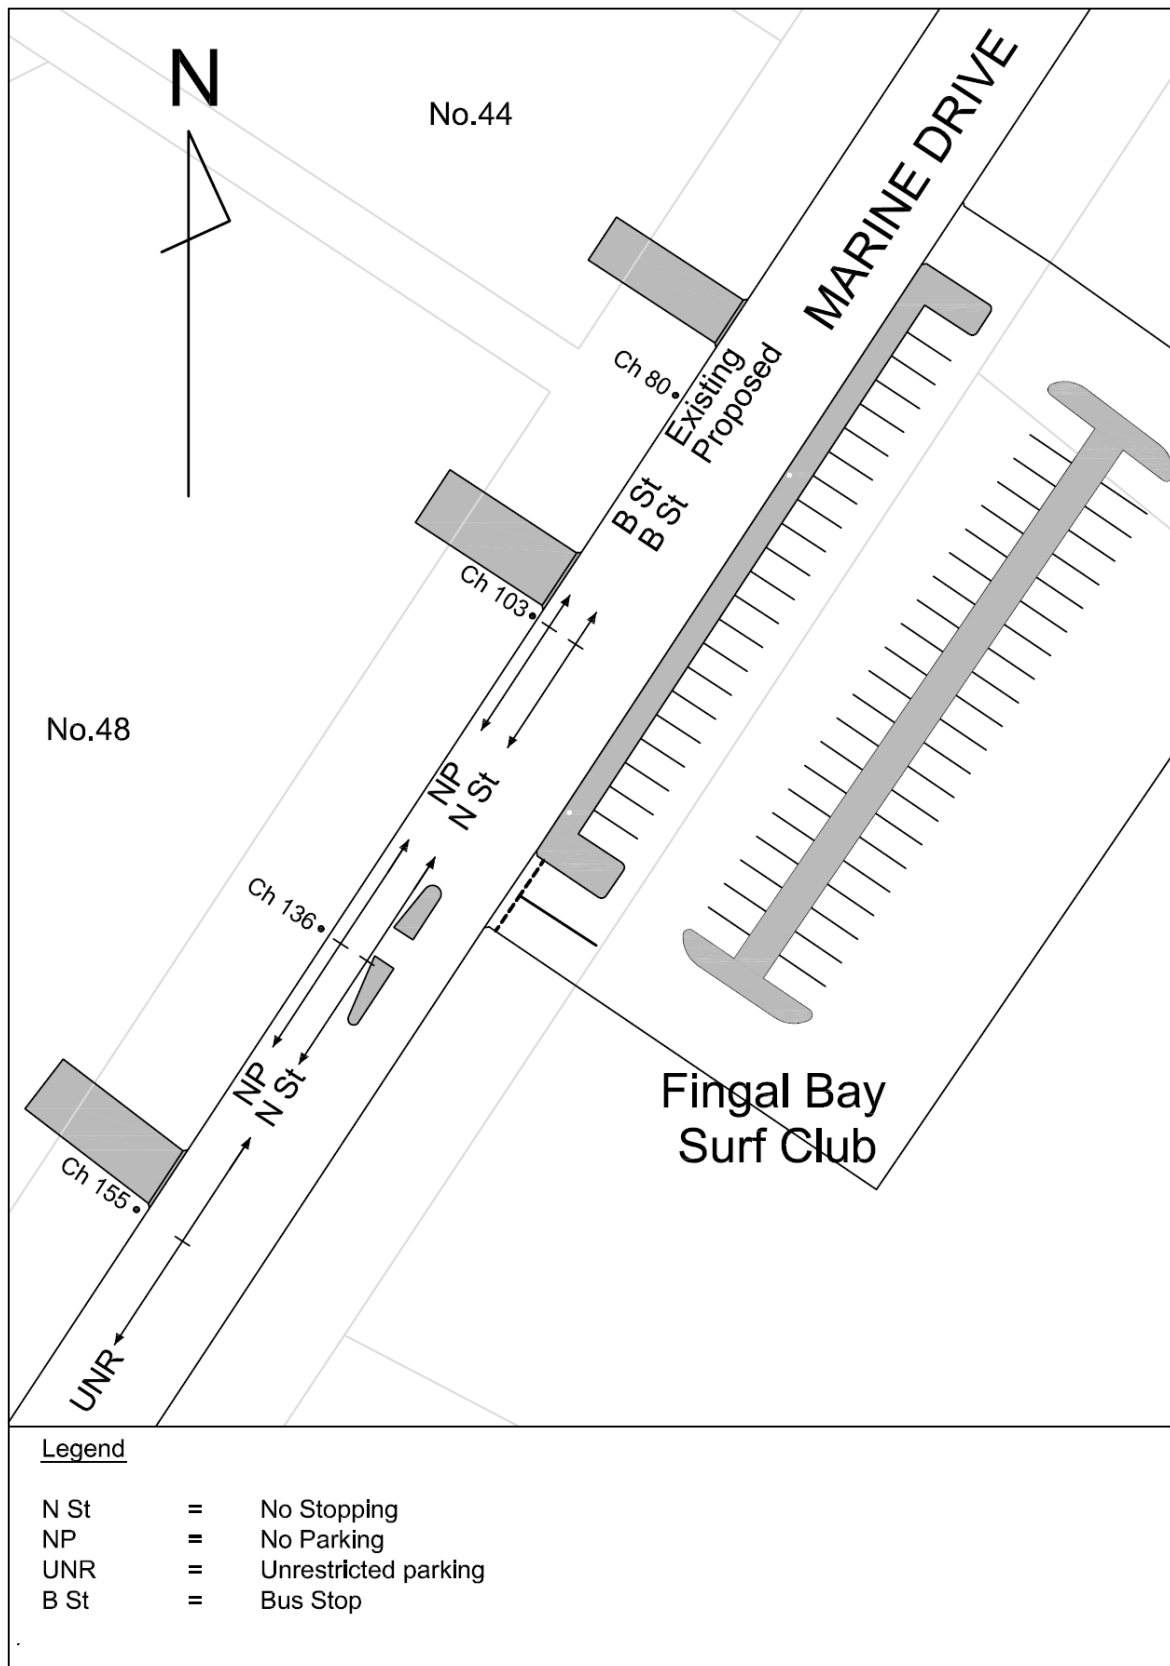 N
No.44
MARINE DRIVE
Ch 80
Existing
Proposed
B St
B St
Ch 103
No.48
NP
N St
Ch 136
NP
N St
Ch 155
Fingal Bay
Surf Club
UNR
Legend
N St = No Stopping
NP = No Parking
UNR = Unrestricted parking
B St = Bus Stop